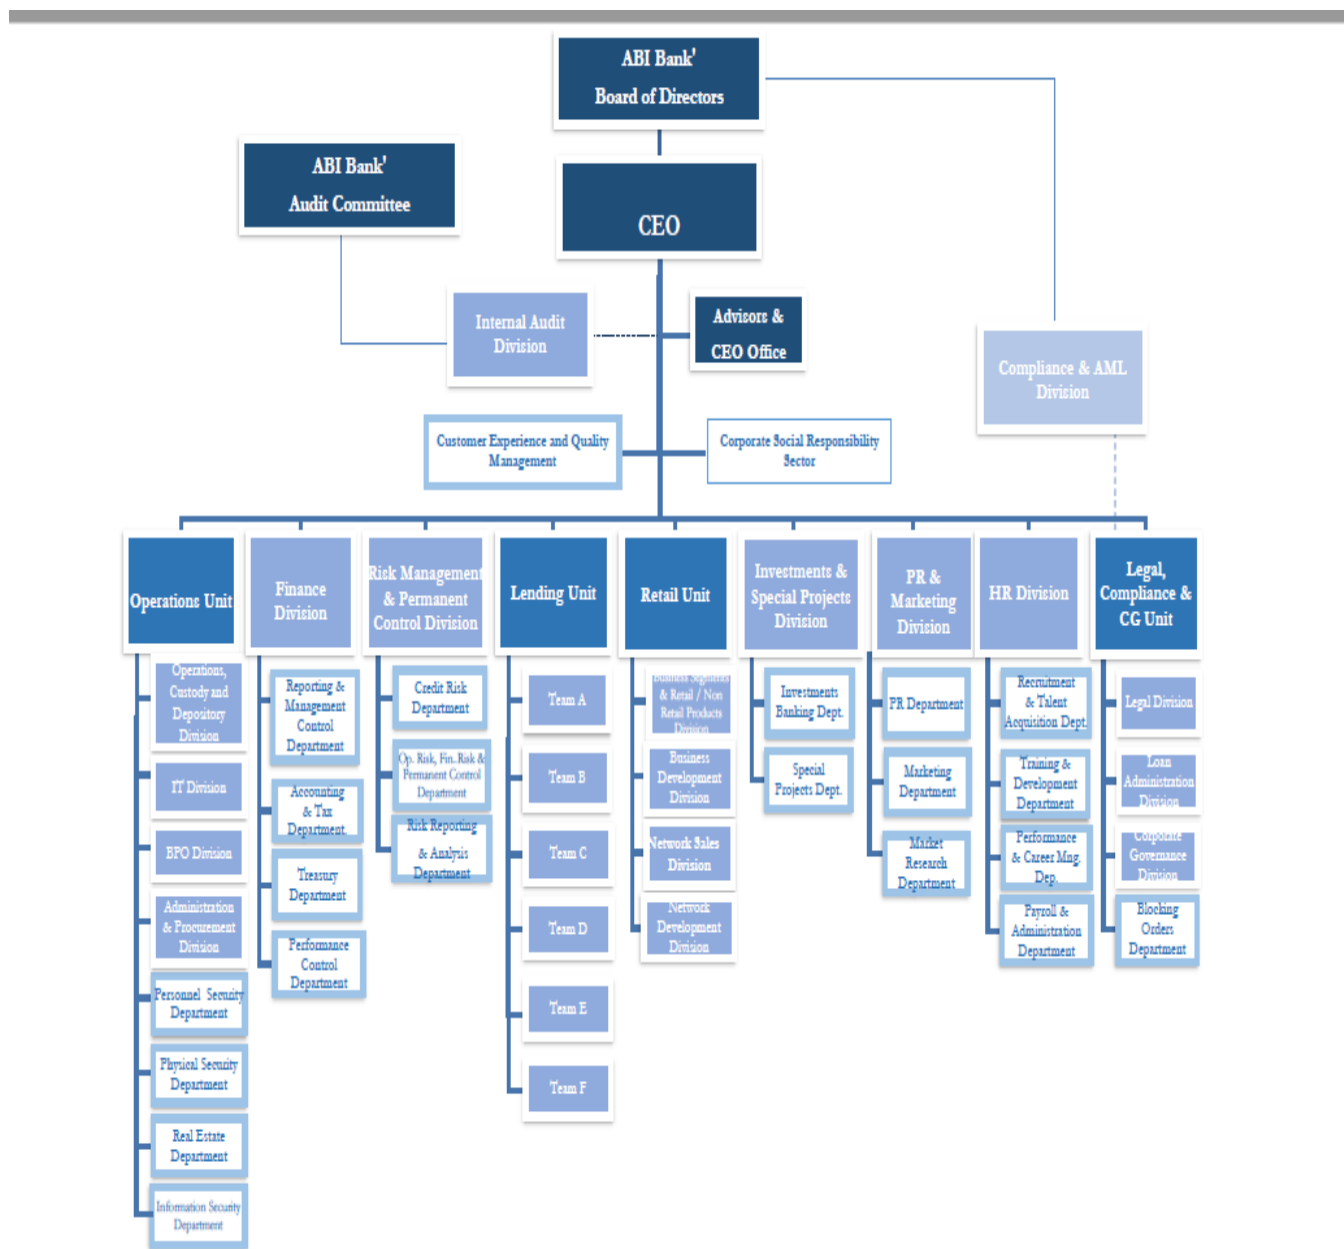 ABI Bank'
Board of Directors
ABI Bank'
Audit Committee
CEO
Internal Audit
Division
Advisors &
CEO Office
Compliance & AML
Division
Customer Experience and Quality
Management
Corporate Social Responsibility
Sector
Operations Unit
Finance
Division
Risk Management
& Permanent
Control Division
Lending Unit
Retail Unit
Investments &
Special Projects
Division
PR &
Marketing
Division
HR Division
Legal,
Compliance &
CG Unit
Operations,
Custody and
Depository
Division
IT Division
BPO Division
Administration
& Procurement
Division
Personnel Security
Department
Physical Security
Department
Real Estate
Department
Information Security
Department
Reporting &
Management
Control
Department
Accounting
& Tax
Department.
Treasury
Department
Performance
Control
Department
Credit Risk
Department
Op. Risk, Fin..Risk &
Permanent Control
Department
Risk Reporting
& Analysis
Department
Team A
Team B
Team C
Team D
Team E
Team F
Business Segments
& Retail / Non
Retail Products
Division
Business
Development
Division
Network Sales
Division
Network
Development
Division
Investments
Banking Dept.
Special
Projects Dept.
PR Department
Marketing
Department
Market
Research
Department
Recruitment
& Talent
Acquisition Dept.
Training &
Development
Department
Performance
& Career Mng.
Dep.
Payroll &
Administration
Department
Legal Division
Loan
Administration
Division
Corporate
Governance
Division
Blocking
Orders
Department